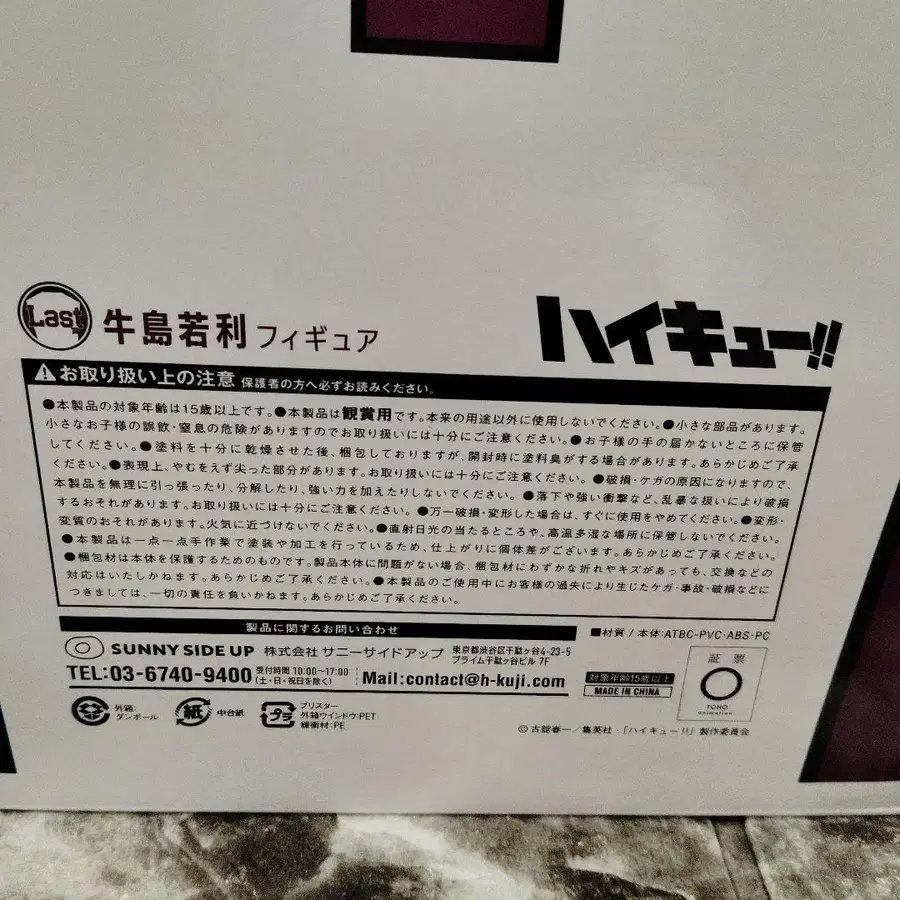 Last 牛島若利 フィギュア
ハイキュー!!
お取り扱い上の注意 保護者の方へ必ずお読みください。
●本製品の対象年齢は15歳以上です。●本製品は観賞用です。本来の用途以外に使用しないでください。●小さな部品があります。
小さなお子様の誤飲・窒息の危険がありますのでお取り扱いには十分にご注意ください。●お子様の手の届かないところに保管
してください。●塗料を十分に乾燥させた後、梱包しておりますが、開封時に塗料臭がする場合があります。あらかじめご了承
ください。●表現上、やむをえず尖った部分があります。お取り扱いには十分にご注意ください。●破損・ケガの原因になりますので、
本製品を無理に引っ張ったり、分解したり、強い力を加えたりしないでください。●落下や強い衝撃など、乱暴な扱いにより破損
するおそれがあります。お取り扱いには十分にご注意ください。●万一破損・変形した場合は、すぐに使用をやめてください。●変形・
変質のおそれがあります。火気に近づけないでください。●直射日光の当たるところや、高温多湿な場所に保管しないでください。
●本製品は一点一点手作業で塗装や加工を行っているため、仕上がりに個体差がございます。あらかじめご了承ください。
●梱包材は本体を保護するためのものです。製品本体に問題がない場合、梱包材にわずかな折れやキズがあっても、交換などの
対応はいたしかねます。あらかじめご了承ください。●本製品のご使用中にお客様の過失により生じたケガ・事故・破損などに
つきましては、一切の責任を負いかねます。あらかじめご了承ください。
製品に関するお問い合わせ
SUNNY SIDE UP 株式会社 サニーサイドアップ 東京都渋谷区千駄ヶ谷4-23-5
プライム千駄ヶ谷ビル 7F
TEL:03-6740-9400 受付時間 10:00〜17:00
(土・日・祝日を除く)
Mail:contact@h-kuji.com
外箱:
ダンボール
紙 中台紙
プラ
ブリスター
外箱ウインドウ:PET
緩衝材:PE
■材質 / 本体:ATBC-PVC・ABS・PC
対象年齢15歳以上
MADE IN CHINA
証票
TOHO
animation
©古舘春一／集英社・「ハイキュー!!」製作委員会